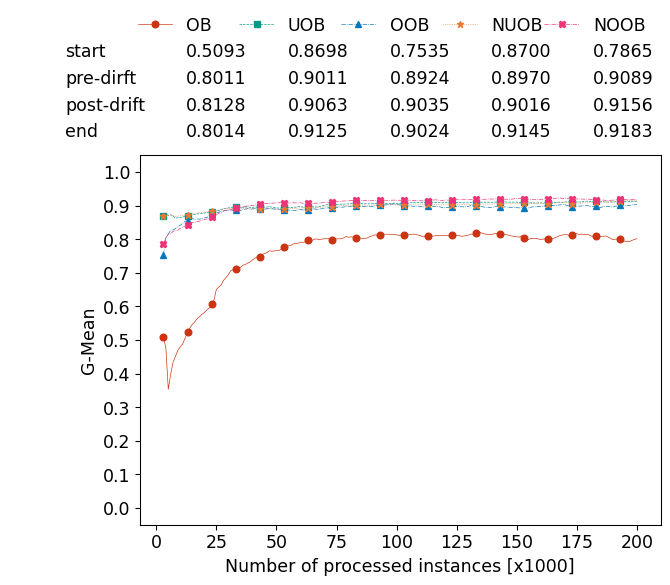 OB UOB OOB NUOB NOOB
start 0.5093 0.8698 0.7535 0.8700 0.7865
pre-dirft 0.8011 0.9011 0.8924 0.8970 0.9089
post-drift 0.8128 0.9063 0.9035 0.9016 0.9156
end 0.8014 0.9125 0.9024 0.9145 0.9183
1.0
0.9
0.8
0.7
0.6
0.5
0.4
0.3
0.2
0.1
0.0
G-Mean
0 25 50 75 100 125 150 175 200
Number of processed instances [x1000]